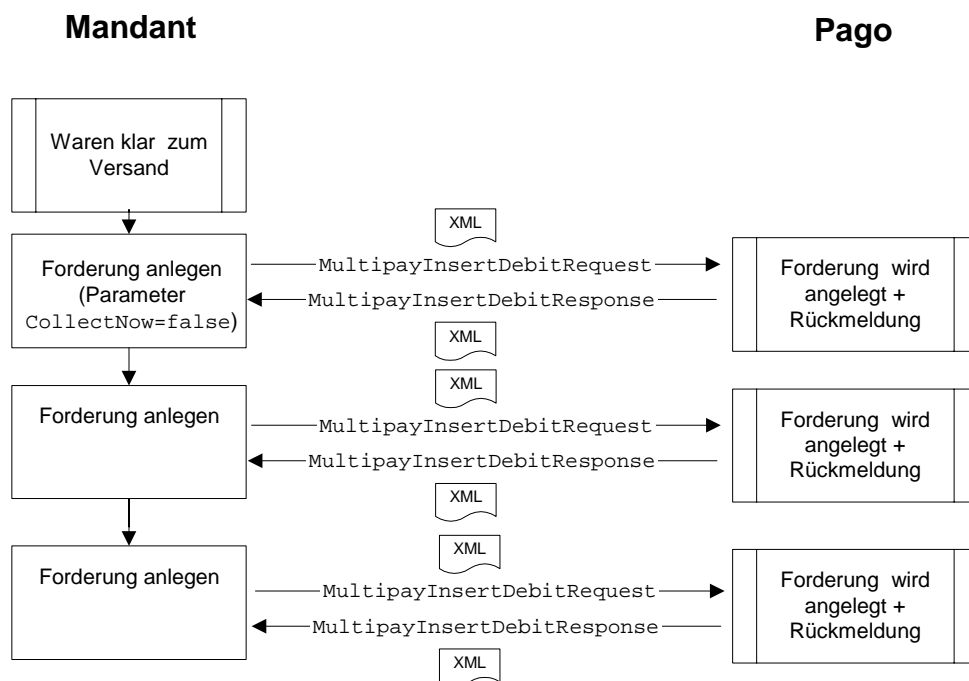 Mandant
Pago
Waren klar zum
Versand
XML
Forderung anlegen
(Parameter
CollectNow=false)
MultipayInsertDebitRequest
MultipayInsertDebitResponse
Forderung wird
angelegt +
Rückmeldung
XML
XML
Forderung anlegen
MultipayInsertDebitRequest
MultipayInsertDebitResponse
Forderung wird
angelegt +
Rückmeldung
XML
XML
Forderung anlegen
MultipayInsertDebitRequest
MultipayInsertDebitResponse
Forderung wird
angelegt +
Rückmeldung
XML